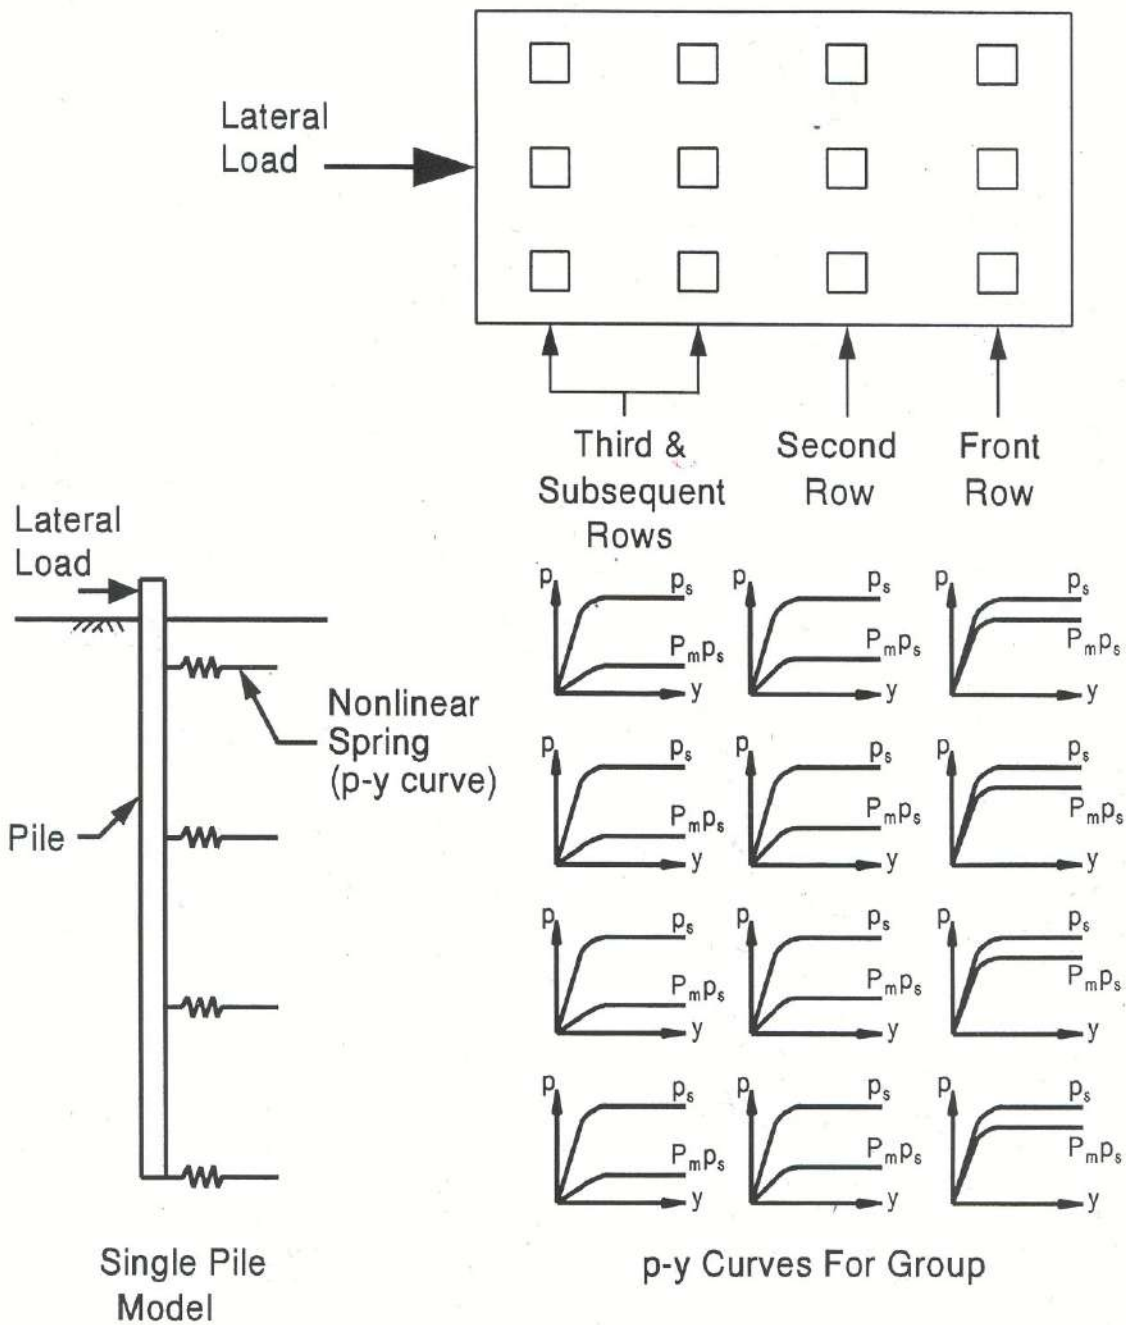 Lateral
Load
Third &
Subsequent
Rows
Second
Row
Front
Row
Lateral
Load
Nonlinear
Spring
(p-y curve)
Pile
Single Pile
Model
p
ps
Pmps
y
p
ps
Pmps
y
p
ps
Pmps
y
p
ps
Pmps
y
p
ps
Pmps
y
p
ps
Pmps
y
p
ps
Pmps
y
p
ps
Pmps
y
p
ps
Pmps
y
p
ps
Pmps
y
p
ps
Pmps
y
p
ps
Pmps
y
p-y Curves For Group